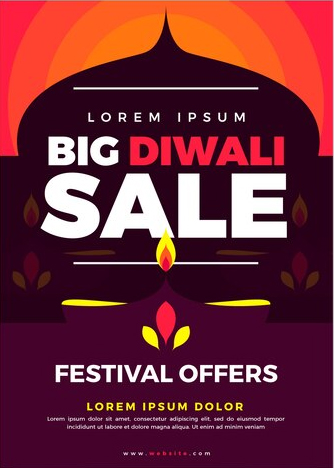 LOREM IPSUM
BIG DIWALI
SALE
FESTIVAL OFFERS
LOREM IPSUM DOLOR
Lorem ipsum dolor sit amet, consectetur adipiscing elit, sed do eiusmod
tempor incididunt ut labore et dolore magna aliqua. Ut enim ad minim veniam
www.website.com